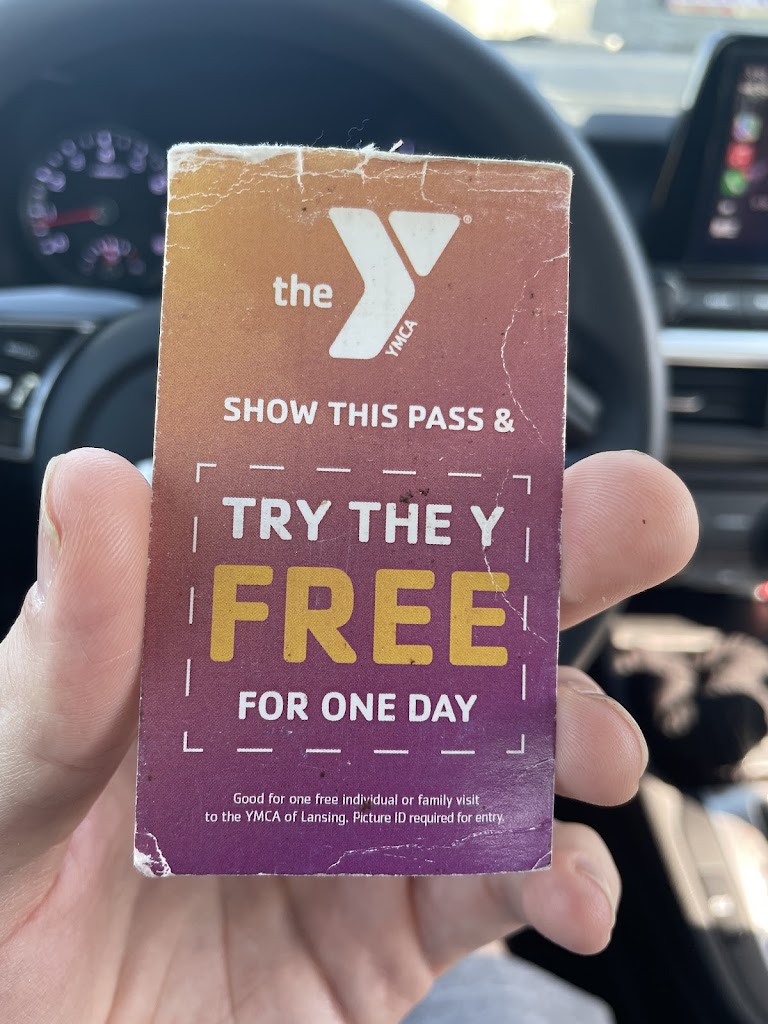 the Y®
YMCA
SHOW THIS PASS &
TRY THE Y
FREE
FOR ONE DAY
Good for one free individual or family visit
to the YMCA of Lansing. Picture ID required for entry.